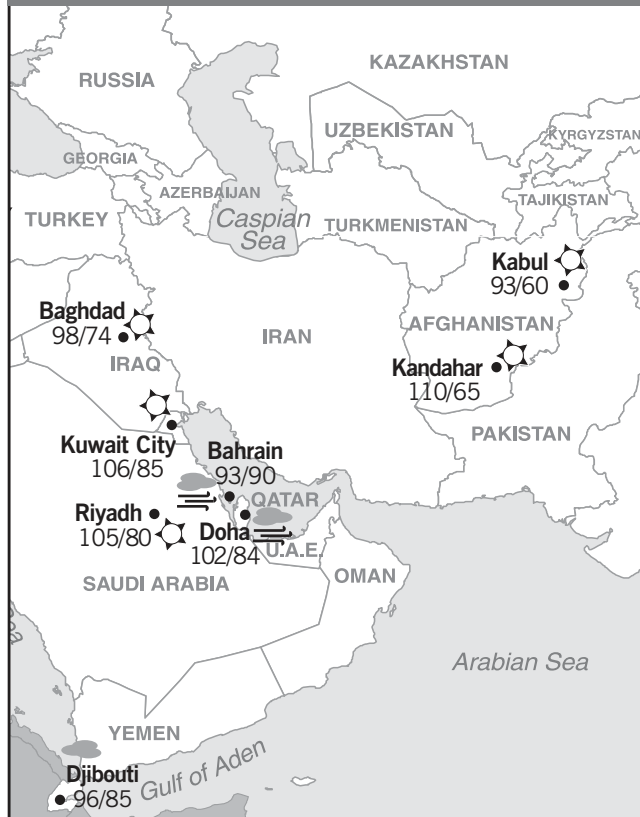 KAZAKHSTAN
RUSSIA
UZBEKISTAN
KYRGYZSTAN
GEORGIA
AZERBAIJAN
TAJIKISTAN
TURKEY
Caspian
Sea
TURKMENISTAN
Kabul
93/60
Baghdad
98/74
IRAN
AFGHANISTAN
IRAQ
Kandahar
110/65
PAKISTAN
Kuwait City
106/85
Bahrain
93/90
QATAR
Riyadh
105/80
Doha
102/84
U.A.E.
OMAN
SAUDI ARABIA
Arabian Sea
YEMEN
Gulf of Aden
Djibouti
96/85